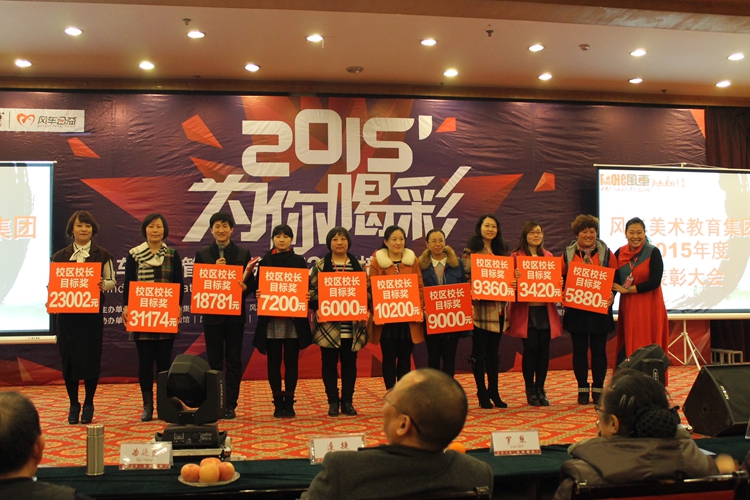 风车公益
2015'
为你喝彩
集团
風車
风车美术教育集团
2015年度
表彰大会
校区校长
目标奖
23002元
校区校长
目标奖
31174元
校区校长
目标奖
18781元
校区校长
目标奖
7200元
校区校长
目标奖
6000元
校区校长
目标奖
10200元
校区校长
目标奖
9000元
校区校长
目标奖
9360元
校区校长
目标奖
3420元
校区校长
目标奖
5880元